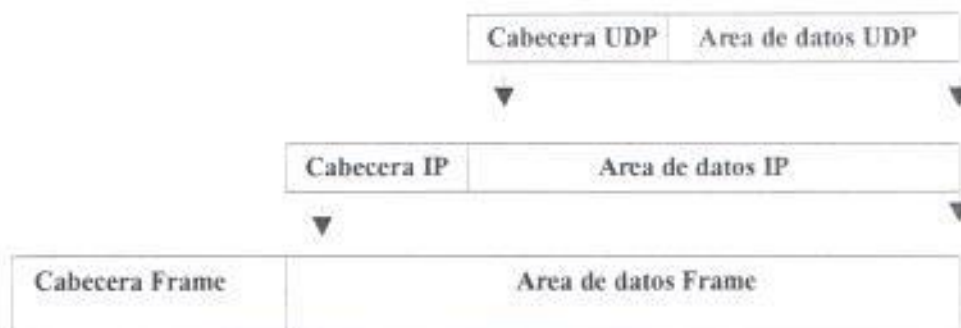 Cabecera UDP Area de datos UDP
Cabecera IP Area de datos IP
Cabecera Frame Area de datos Frame